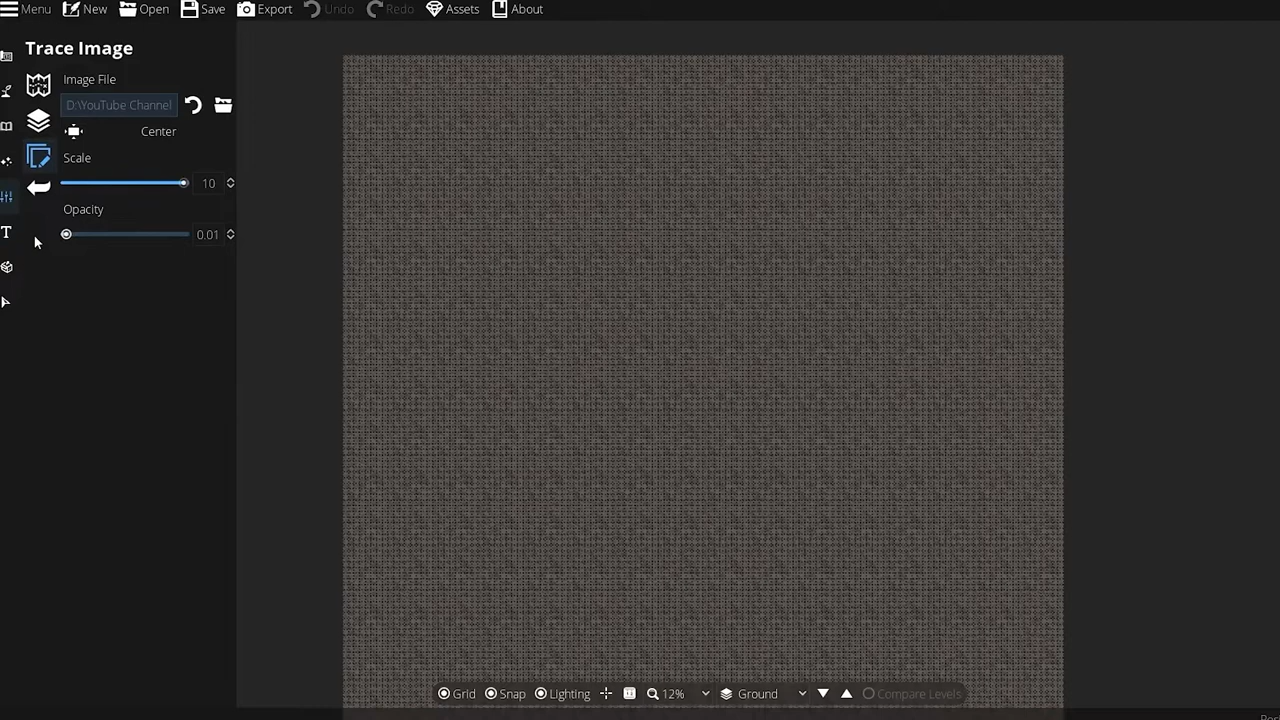 Menu New Open Save Export Undo Redo Assets About
Trace Image
Image File
D:\YouTube Channel
Center
Scale
10
Opacity
0.01
Grid Snap Lighting 12% Ground Compare Levels